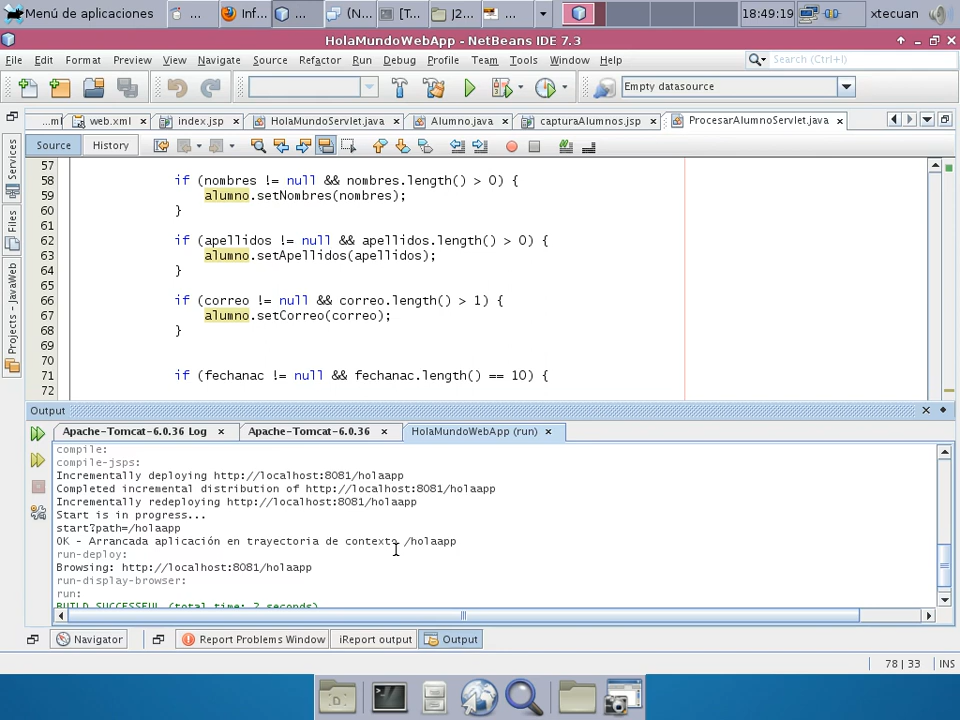 Menú de aplicaciones
...
Inf...
...
(N...
[T...
J2...
...
18:49:19
xtecuan
HolaMundoWebApp - NetBeans IDE 7.3
File Edit Format Preview View Navigate Source Refactor Run Debug Profile Team Tools Window Help
Search (Ctrl+I)
Empty datasource
...ml
web.xml
index.jsp
HolaMundoServlet.java
Alumno.java
capturaAlumnos.jsp
ProcesarAlumnoServlet.java
Source History
Services
Files
Projects - JavaWeb
57
58 if (nombres != null && nombres.length() > 0) {
59 alumno.setNombres(nombres);
60 }
61
62 if (apellidos != null && apellidos.length() > 0) {
63 alumno.setApellidos(apellidos);
64 }
65
66 if (correo != null && correo.length() > 1) {
67 alumno.setCorreo(correo);
68 }
69
70
71 if (fechanac != null && fechanac.length() == 10) {
72
Output
Apache-Tomcat-6.0.36 Log
Apache-Tomcat-6.0.36
HolaMundoWebApp (run)
compile:
compile-jsps:
Incrementally deploying http://localhost:8081/holaapp
Completed incremental distribution of http://localhost:8081/holaapp
Incrementally redeploying http://localhost:8081/holaapp
Start is in progress...
start?path=/holaapp
OK - Arrancada aplicación en trayectoria de contexto /holaapp
run-deploy:
Browsing: http://localhost:8081/holaapp
run-display-browser:
run:
BUILD SUCCESSFUL (total time: 2 seconds)
Navigator
Report Problems Window
iReport output
Output
78 | 33
INS